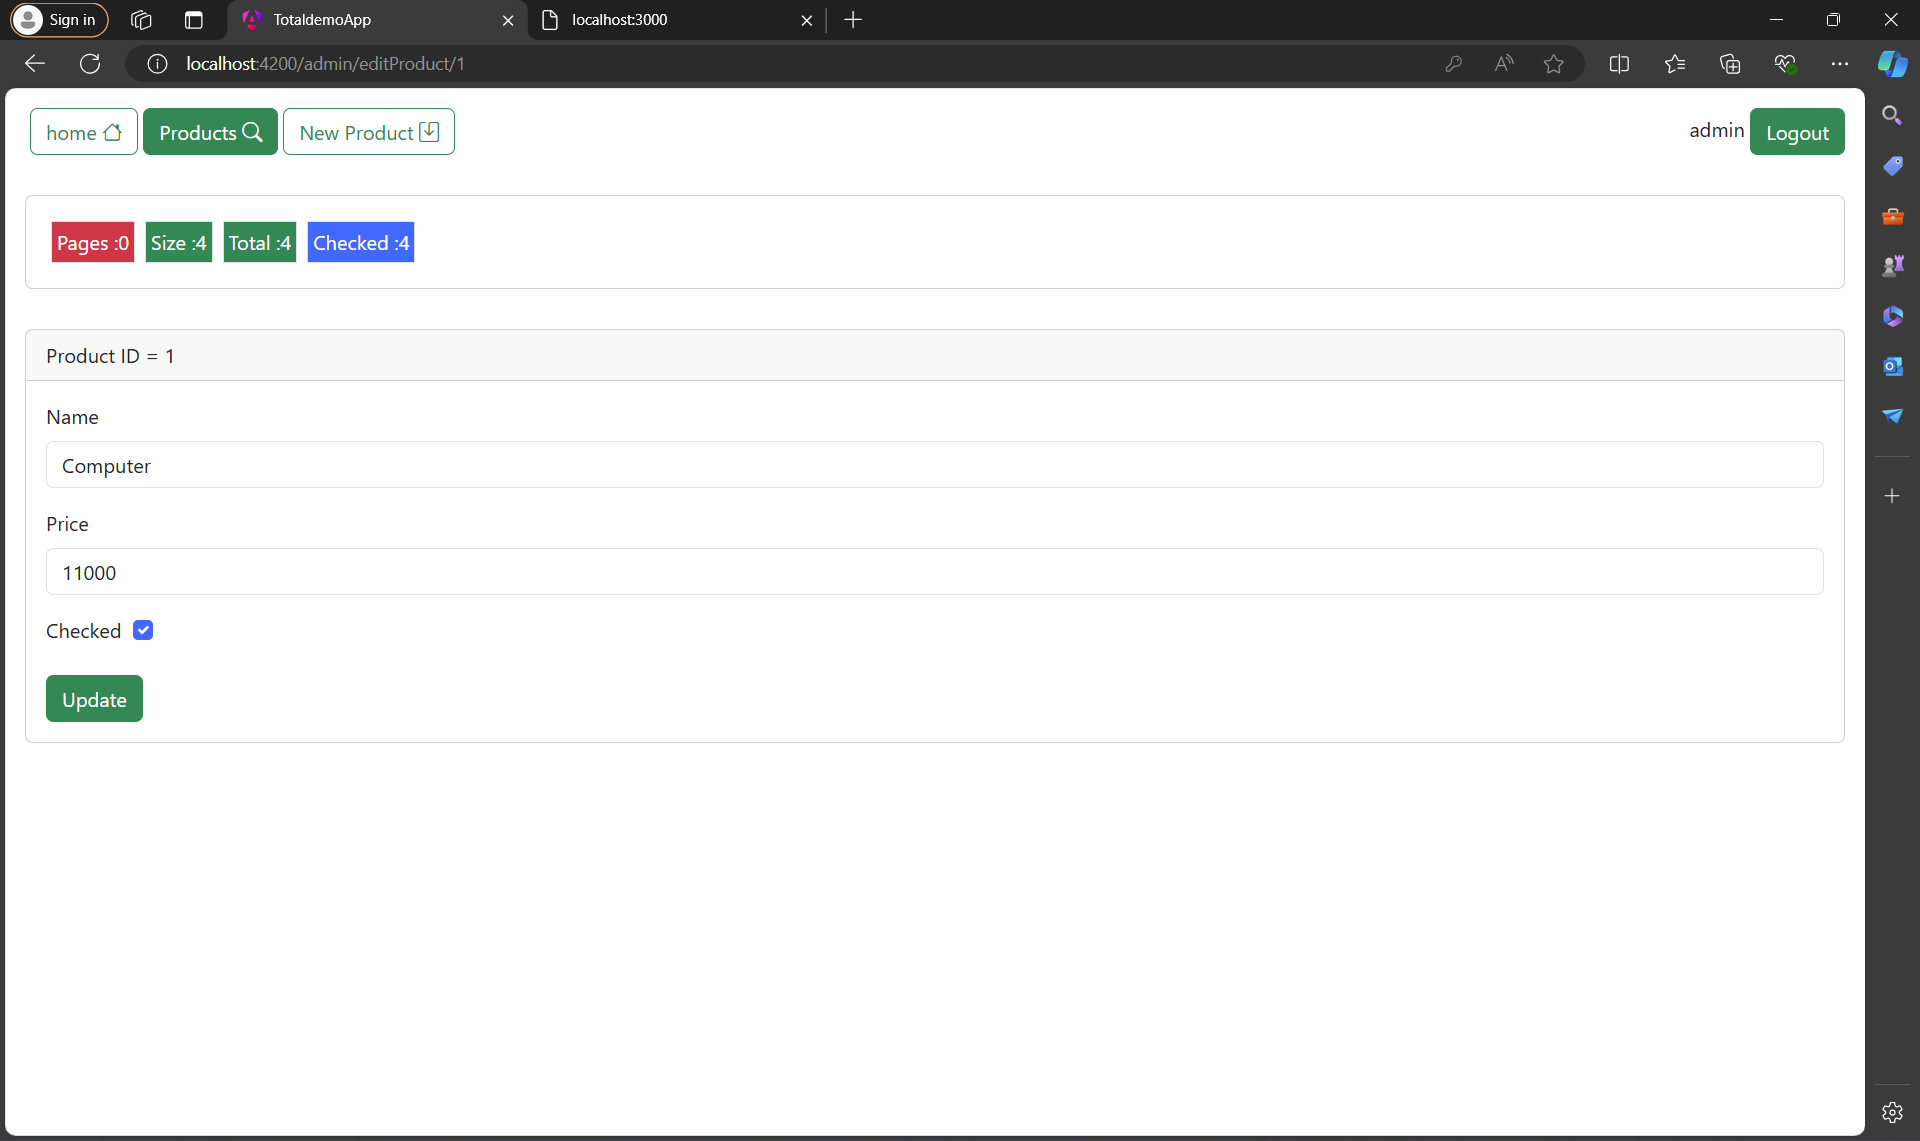 Sign in
TotaldemoApp
localhost:3000
localhost:4200/admin/editProduct/1
home
Products
New Product
admin
Logout
Pages :0
Size :4
Total :4
Checked :4
Product ID = 1
Name
Computer
Price
11000
Checked
Update